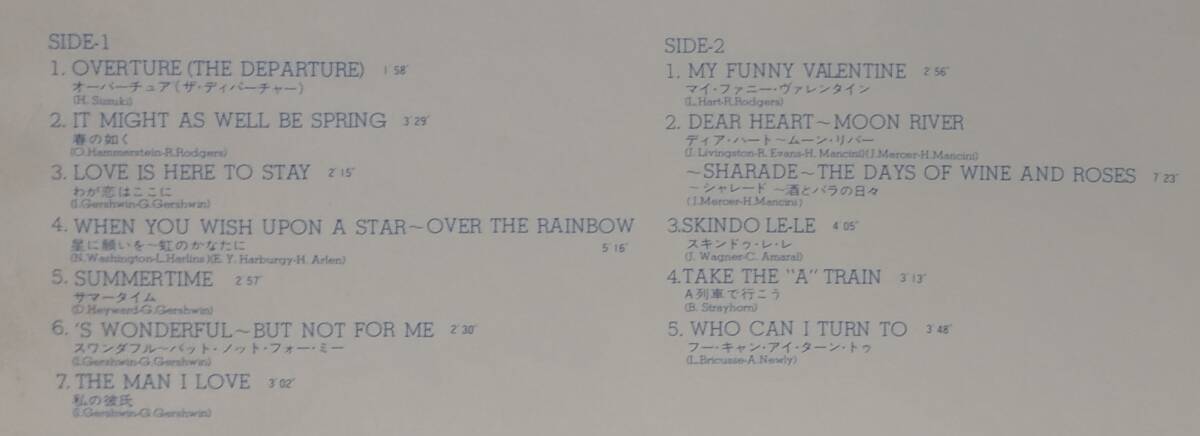 SIDE-1
1. OVERTURE (THE DEPARTURE) 1'58"
オーバーチュア(ザ・ディパーチャー)
(H. Suzuki)
2. IT MIGHT AS WELL BE SPRING 3'29"
春の如く
(O.Hammerstein-R.Rodgers)
3. LOVE IS HERE TO STAY 2'15"
わが恋はここに
(I.Gershwin-G.Gershwin)
4. WHEN YOU WISH UPON A STAR~OVER THE RAINBOW
星に願いを~虹のかなたに 5'16"
(N.Washington-L.Harlins)(E. Y. Harburgy-H. Arlen)
5. SUMMERTIME 2'57"
サマータイム
(D.Heyward-G.Gershwin)
6. 'S WONDERFUL~BUT NOT FOR ME 2'30"
スワンダフル~バット・ノット・フォー・ミー
(I.Gershwin-G.Gershwin)
7. THE MAN I LOVE 3'02"
私の彼氏
(I.Gershwin-G.Gershwin)
SIDE-2
1. MY FUNNY VALENTINE 2'56"
マイ・ファニー・ヴァレンタイン
(L.Hart-R.Rodgers)
2. DEAR HEART~MOON RIVER
ディア・ハート~ムーン・リバー
(J. Livingston-R. Evans-H. Mancini)(J.Mercer-H.Mancini)
~SHARADE~THE DAYS OF WINE AND ROSES 7'23"
~シャレード ~酒とバラの日々
(J.Mercer-H.Mancini)
3.SKINDO LE-LE 4'05"
スキンドゥ・レ・レ
(J. Wagner-C. Amaral)
4.TAKE THE "A" TRAIN 3'13"
A列車で行こう
(B. Strayhorn)
5. WHO CAN I TURN TO 3'48"
フー・キャン・アイ・ターン・トゥ
(L.Bricusse-A.Newly)